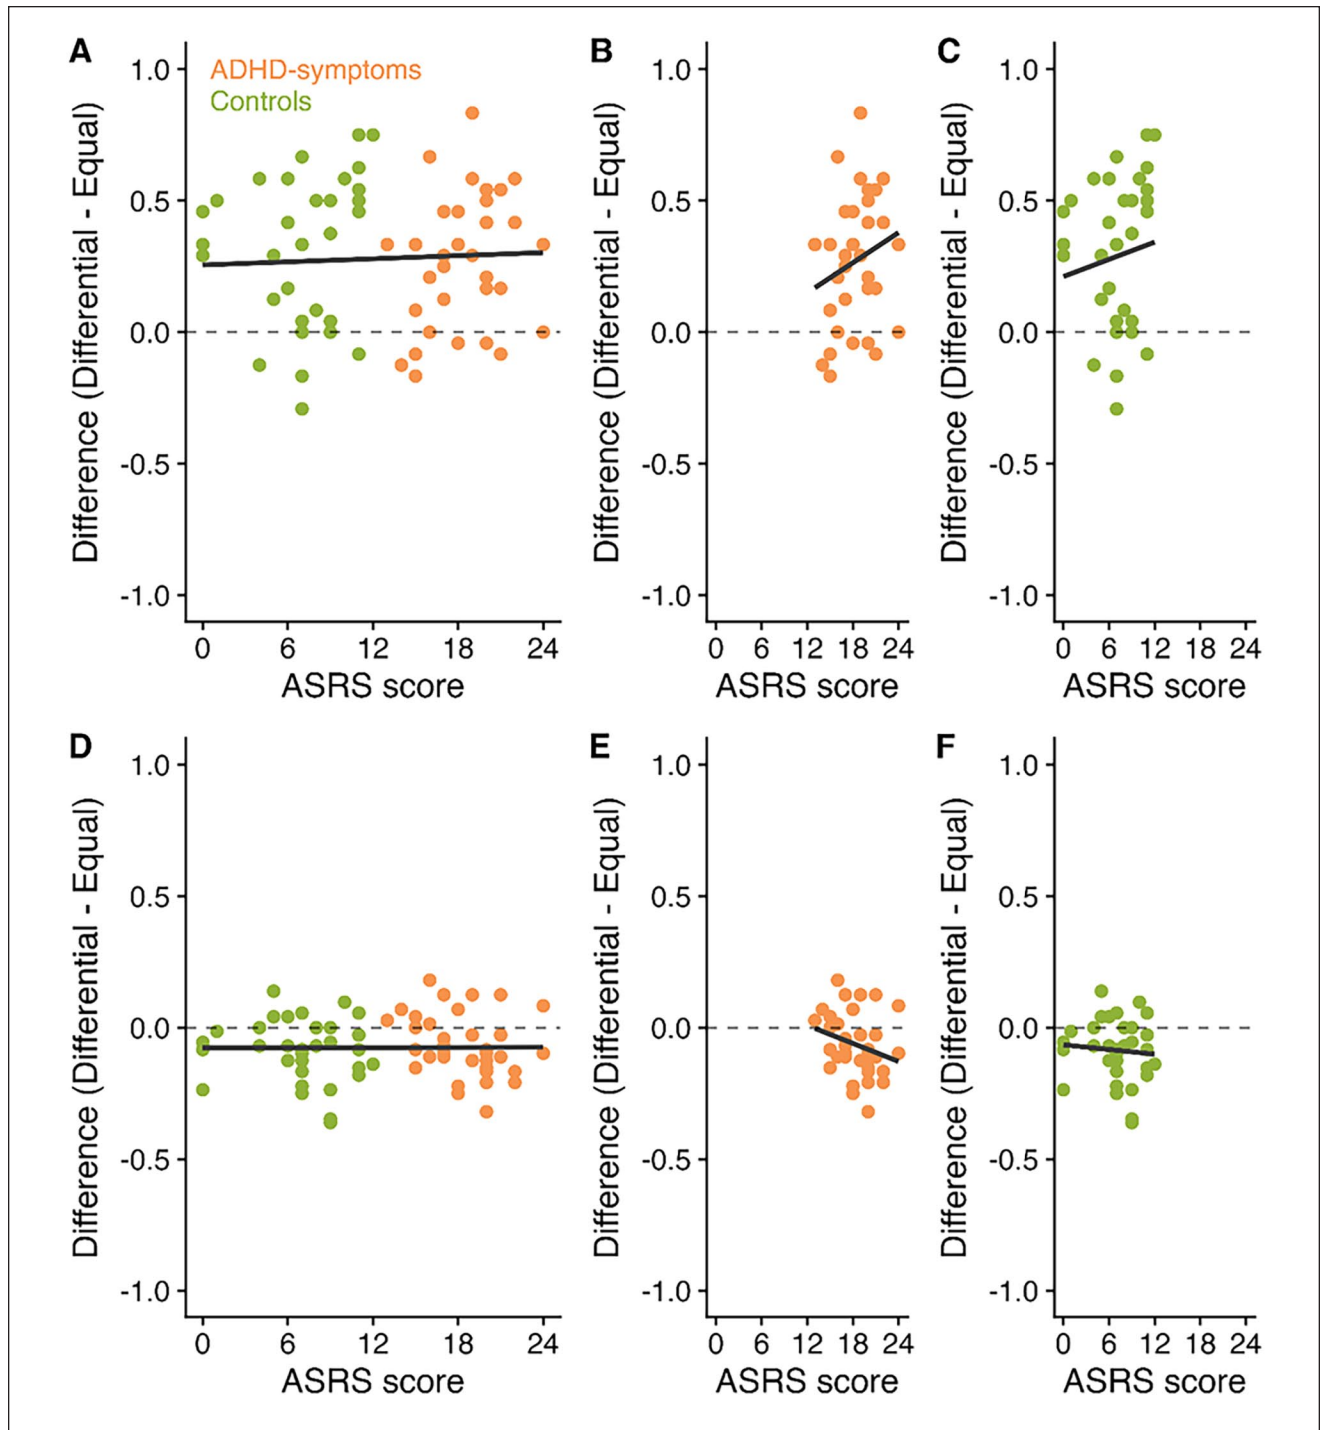 A
ADHD-symptoms
Controls
Difference (Differential - Equal)
1.0
0.5
0.0
-0.5
-1.0
0 6 12 18 24
ASRS score
B
Difference (Differential - Equal)
1.0
0.5
0.0
-0.5
-1.0
0 6 12 18 24
ASRS score
C
Difference (Differential - Equal)
1.0
0.5
0.0
-0.5
-1.0
0 6 12 18 24
ASRS score
D
Difference (Differential - Equal)
1.0
0.5
0.0
-0.5
-1.0
0 6 12 18 24
ASRS score
E
Difference (Differential - Equal)
1.0
0.5
0.0
-0.5
-1.0
0 6 12 18 24
ASRS score
F
Difference (Differential - Equal)
1.0
0.5
0.0
-0.5
-1.0
0 6 12 18 24
ASRS score